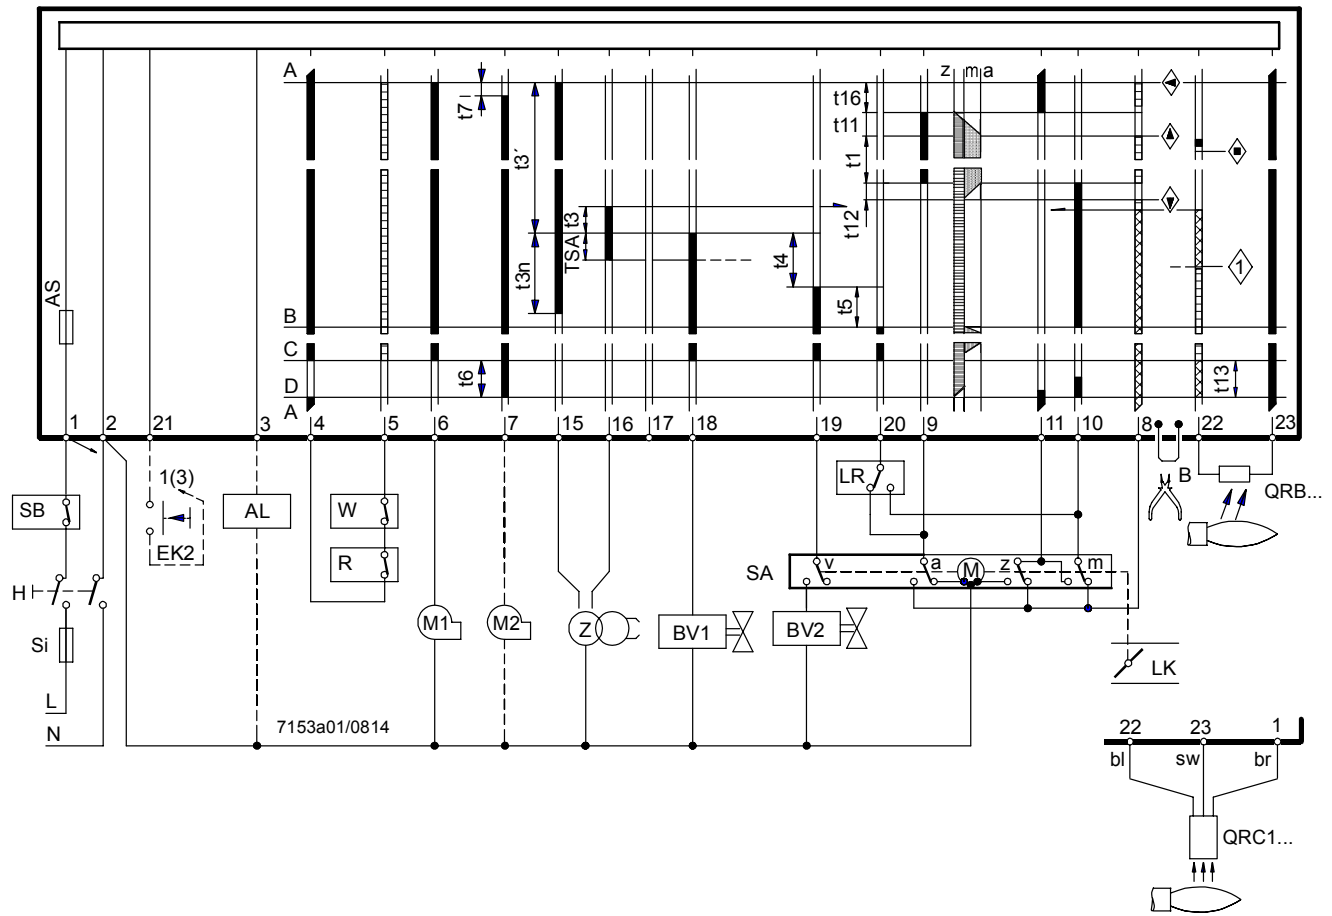 A
z m a
t7
t16
t11
t3´
t1
t3
t12
TSA
t3n
t4
1
AS
t5
B
C
t6
D
t13
A
1 2 21 3 4 5 6 7 15 16 17 18 19 20 9 11 10 8 22 23
1(3)
LR
B
QRB...
SB
AL
W
EK2
R
v a M z m
SA
H
M1
M2
Z
BV1
BV2
Si
LK
L
7153a01/0814
N
22 23 1
bl sw br
QRC1...